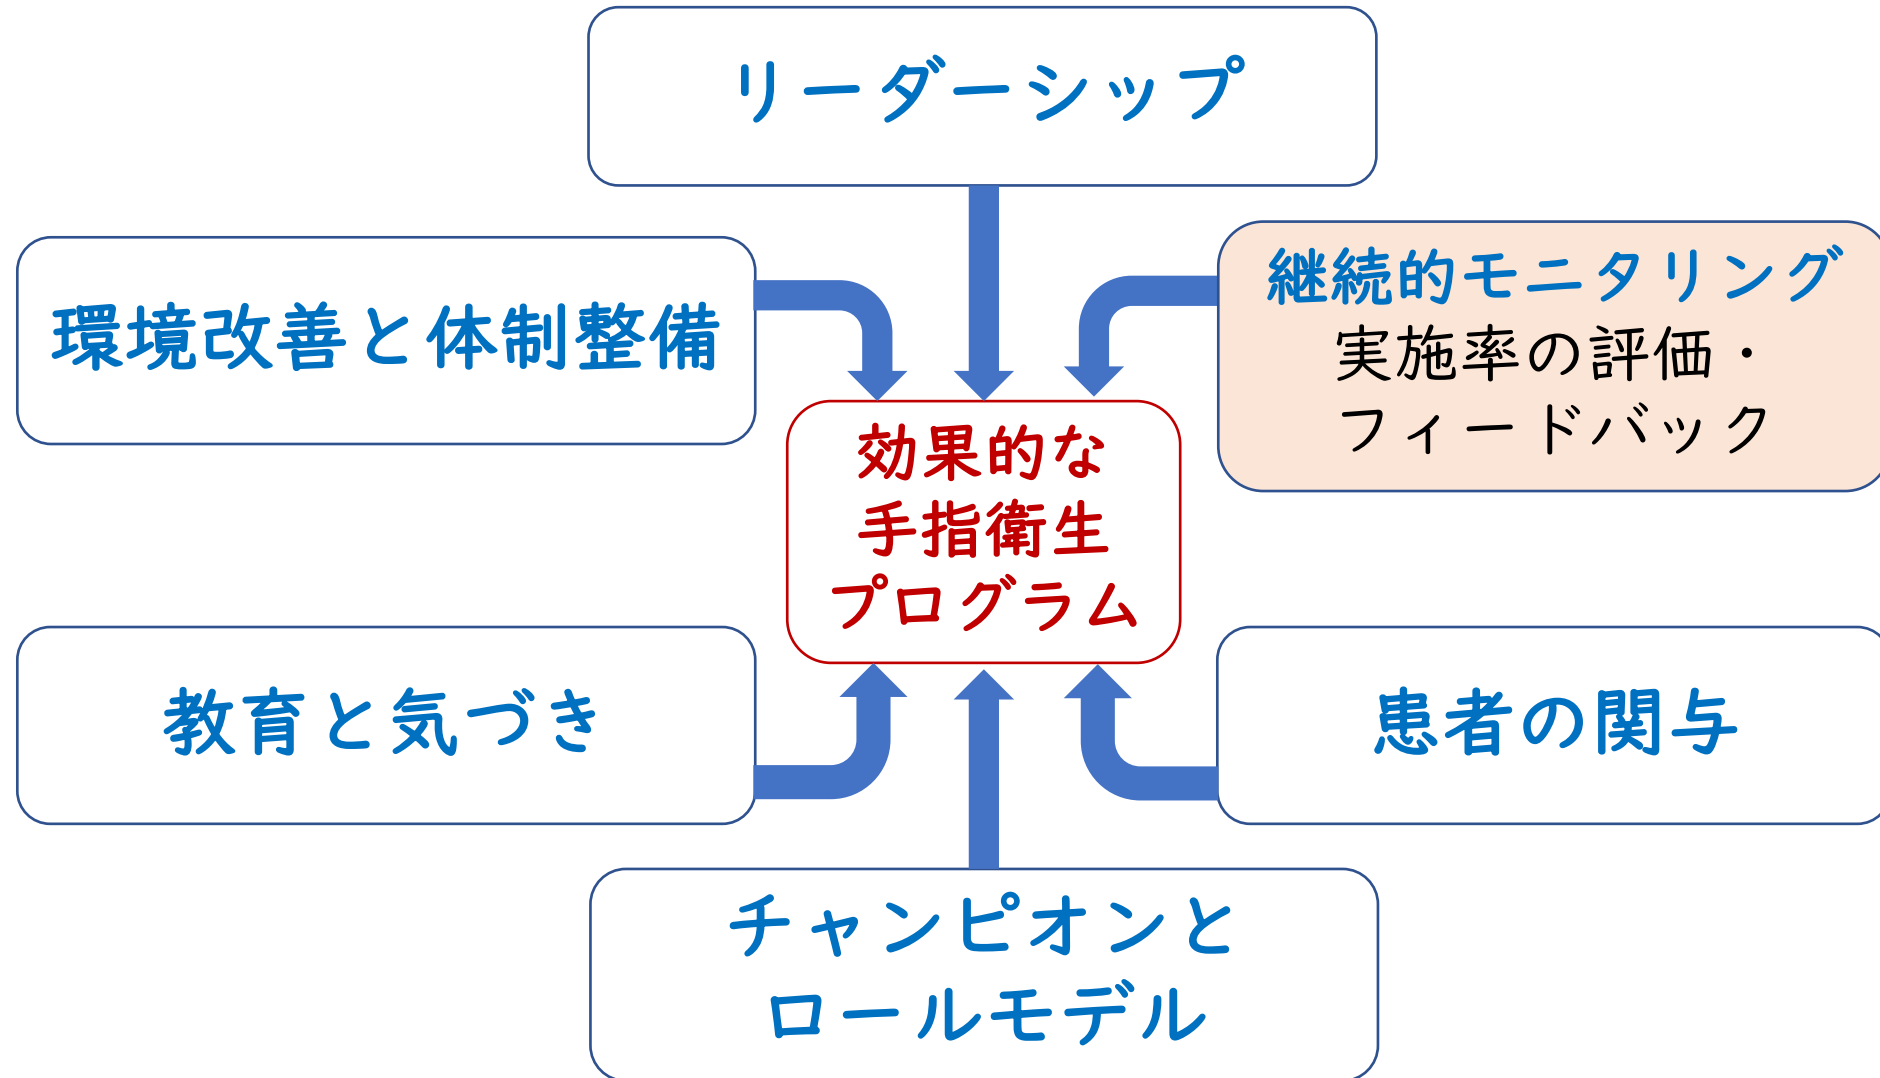 リーダーシップ
環境改善と体制整備
継続的モニタリング
実施率の評価・
フィードバック
効果的な
手指衛生
プログラム
教育と気づき
患者の関与
チャンピオンと
ロールモデル